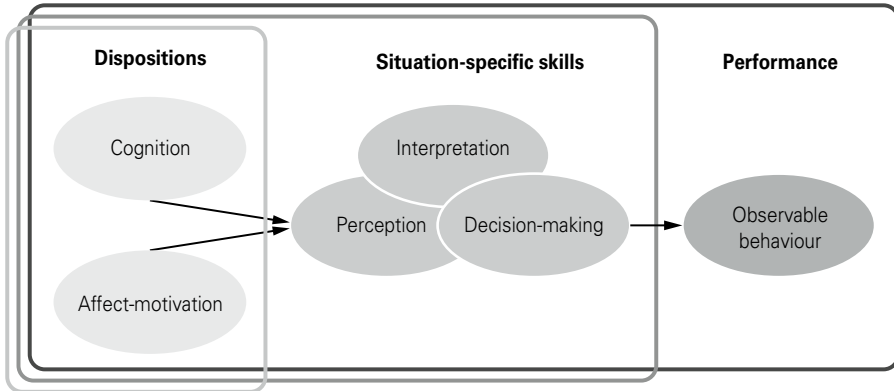 Dispositions
Situation-specific skills
Performance
Cognition
Interpretation
Perception
Decision-making
Observable
behaviour
Affect-motivation